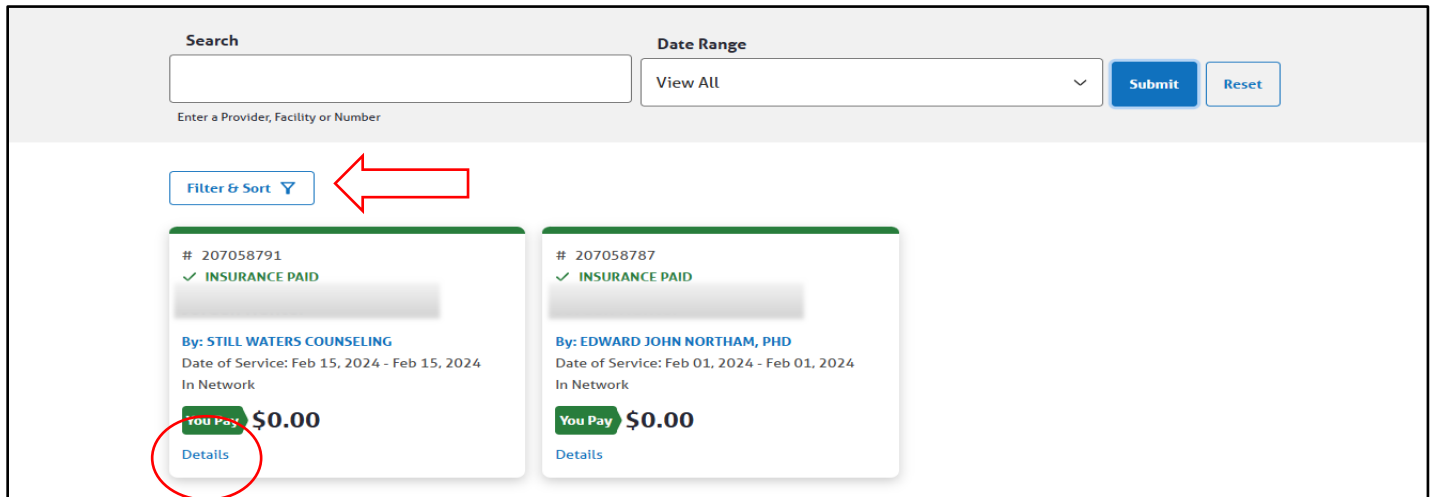 Search
Date Range
View All
Submit
Reset
Enter a Provider, Facility or Number
Filter & Sort
# 207058791
INSURANCE PAID
By: STILL WATERS COUNSELING
Date of Service: Feb 15, 2024 - Feb 15, 2024
In Network
You Pay $0.00
Details
# 207058787
INSURANCE PAID
By: EDWARD JOHN NORTHAM, PHD
Date of Service: Feb 01, 2024 - Feb 01, 2024
In Network
You Pay $0.00
Details